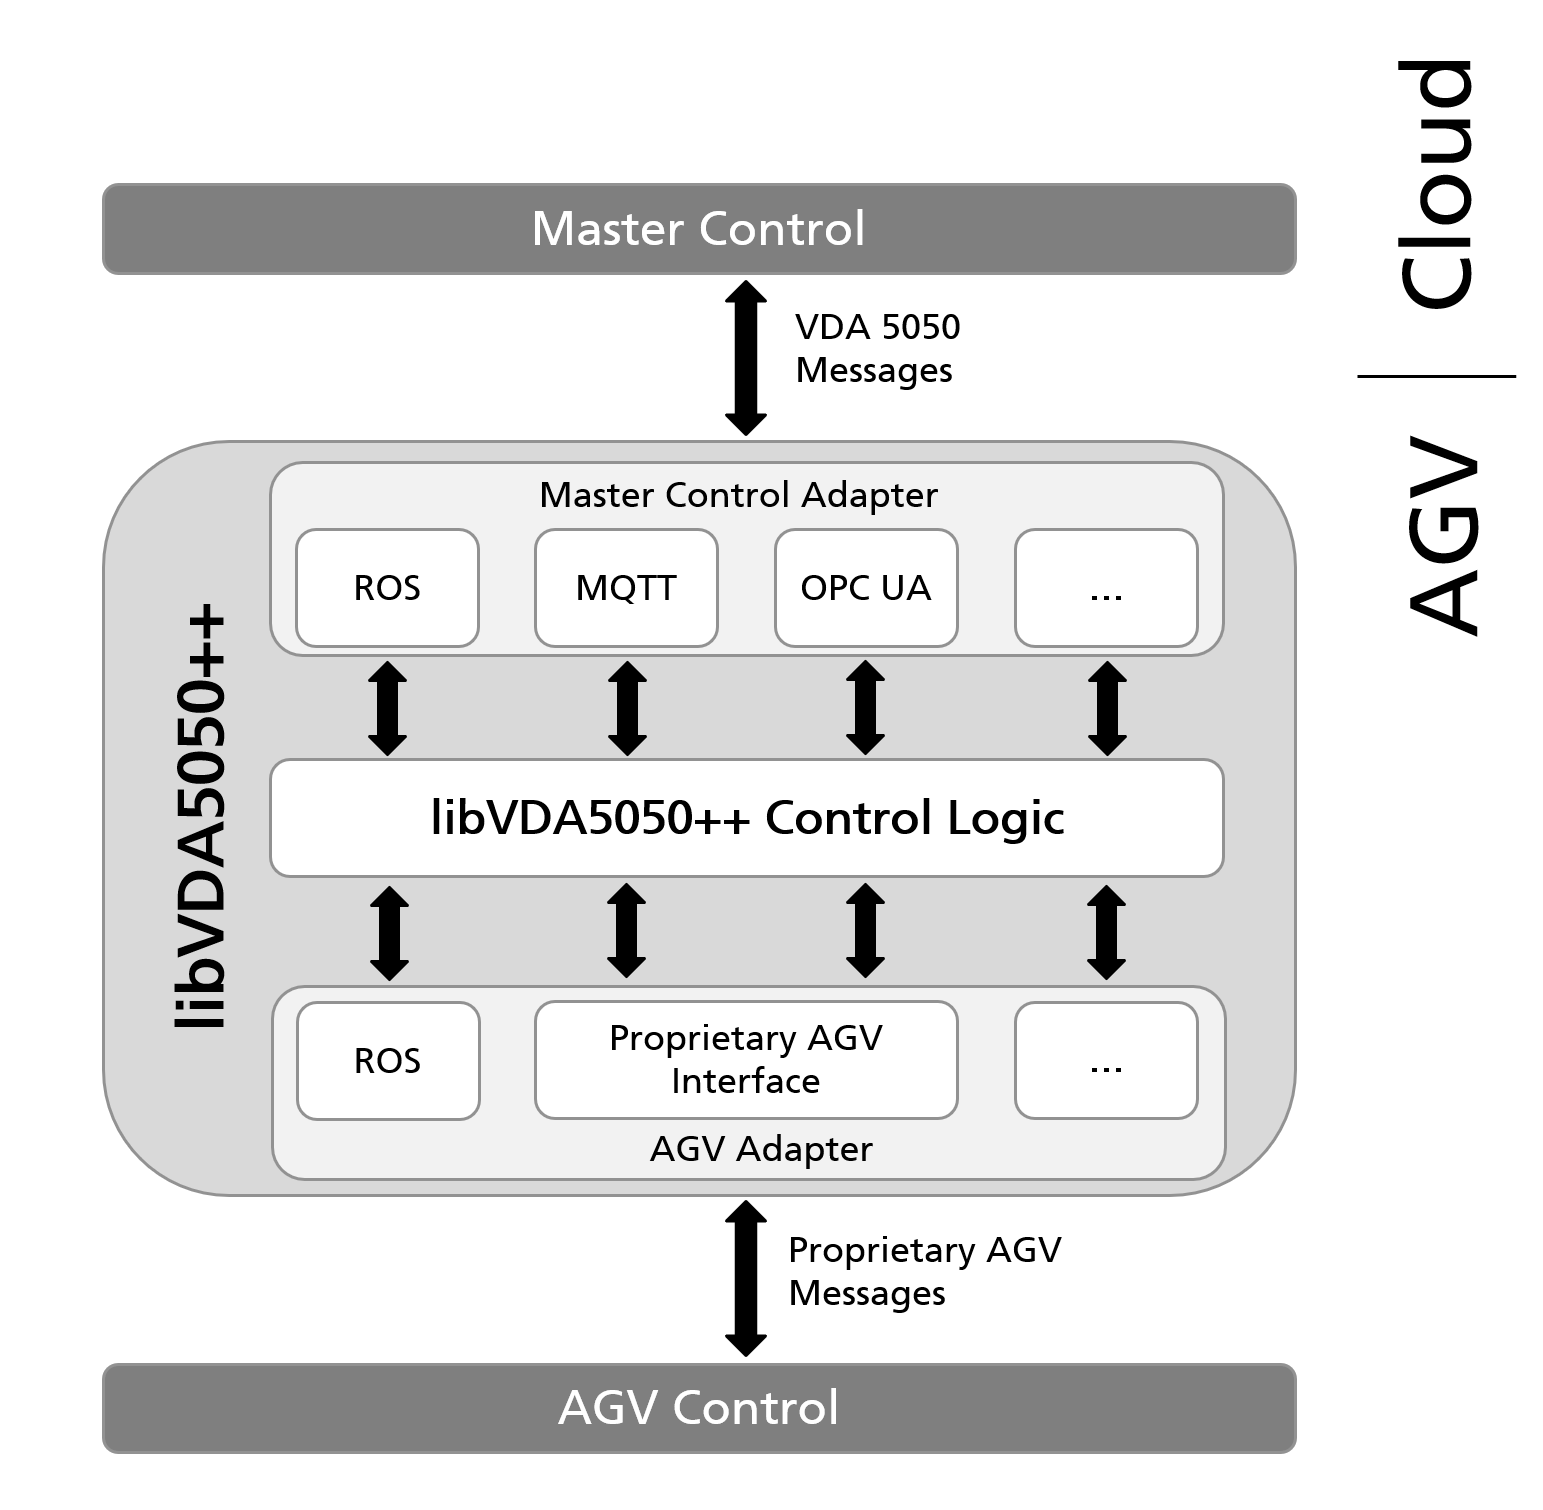 Cloud
Master Control
VDA 5050
Messages
AGV
libVDA5050++
Master Control Adapter
ROS
MQTT
OPC UA
...
libVDA5050++ Control Logic
ROS
Proprietary AGV
Interface
...
AGV Adapter
Proprietary AGV
Messages
AGV Control